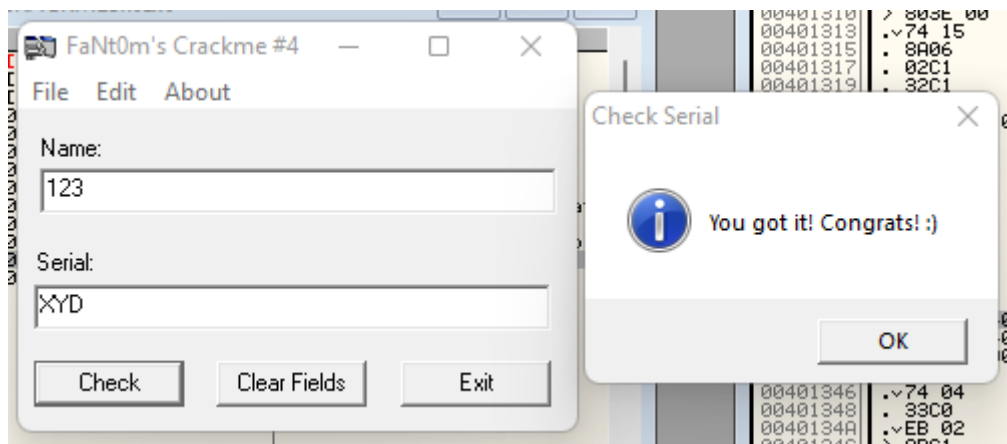 FaNt0m's Crackme #4
File Edit About
Name:
123
Serial:
XYD
Check Clear Fields Exit
Check Serial
You got it! Congrats! :)
OK
00401310 > 803E 00
00401313 .v74 15
00401315 . 8A06
00401317 . 02C1
00401319 . 32C1
00401346 .v74 04
00401348 . 33C0
0040134A .vEB 02